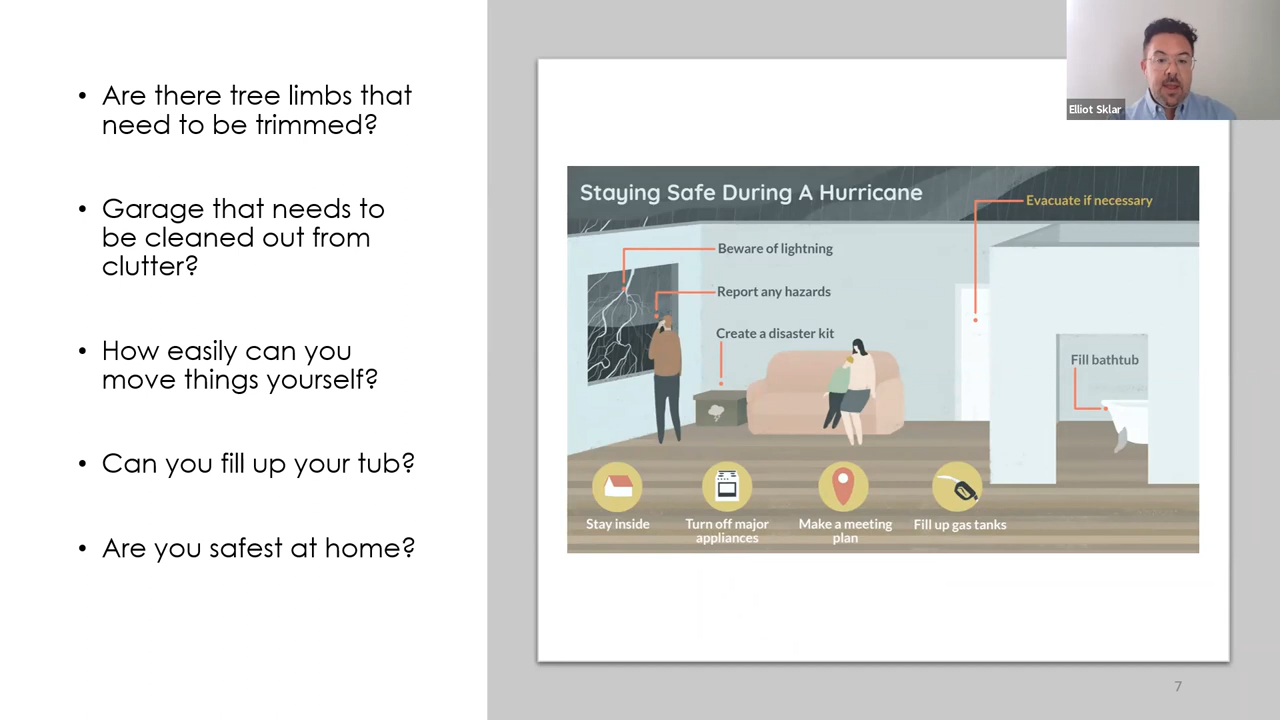 • Are there tree limbs that
need to be trimmed?
• Garage that needs to
be cleaned out from
clutter?
• How easily can you
move things yourself?
• Can you fill up your tub?
• Are you safest at home?
Elliot Sklar
Staying Safe During A Hurricane
Evacuate if necessary
Beware of lightning
Report any hazards
Create a disaster kit
Fill bathtub
Stay inside
Turn off major
appliances
Make a meeting
plan
Fill up gas tanks
7